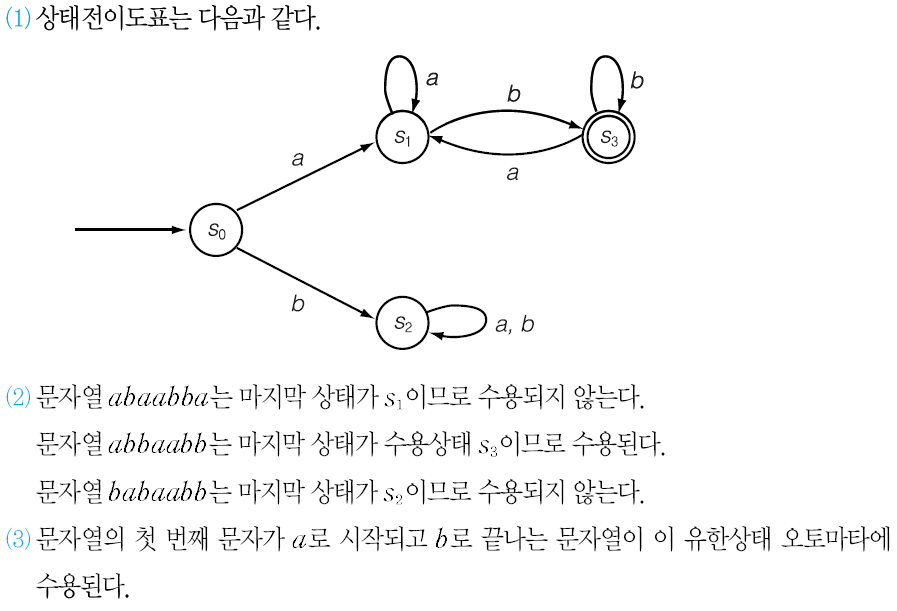 (1) 상태전이도표는 다음과 같다.
a
b
b
s₁
s₃
a
a
s₀
b
s₂
a, b
(2) 문자열 abaabba는 마지막 상태가 s₁이므로 수용되지 않는다.
문자열 abbaabb는 마지막 상태가 수용상태 s₃이므로 수용된다.
문자열 babaabb는 마지막 상태가 s₂이므로 수용되지 않는다.
(3) 문자열의 첫 번째 문자가 a로 시작되고 b로 끝나는 문자열이 이 유한상태 오토마타에
수용된다.